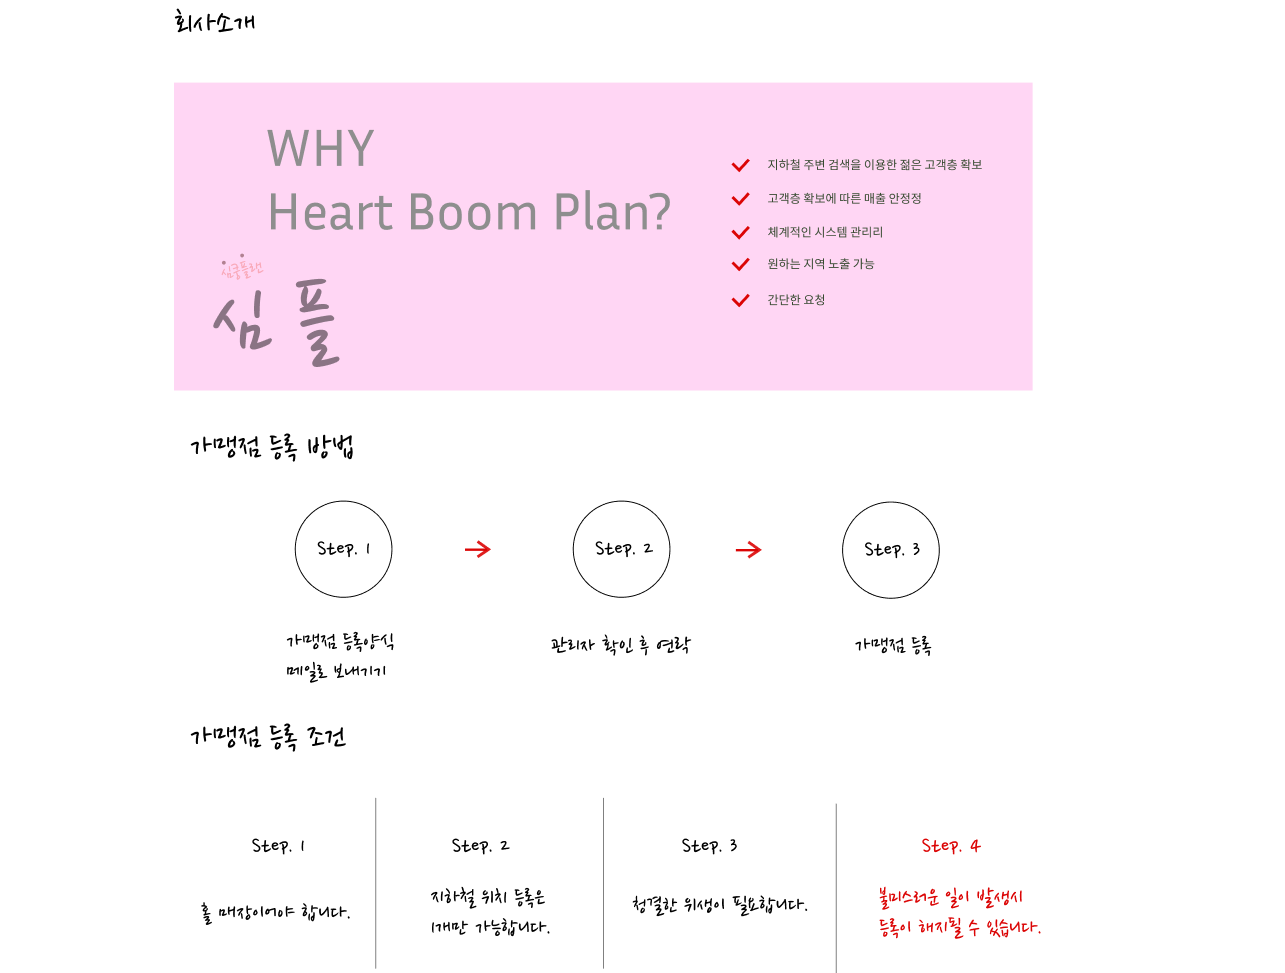 회사소개
WHY
Heart Boom Plan?
지하철 주변 검색을 이용한 젊은 고객층 확보
고객층 확보에 따른 매출 안정정
체계적인 시스템 관리리
원하는 지역 노출 가능
간단한 요청
심쿵플랜
심 플
가맹점 등록 방법
Step. 1
Step. 2
Step. 3
가맹점 등록양식
메일로 보내기기
관리자 확인 후 연락
가맹점 등록
가맹점 등록 조건
Step. 1
홀 매장이어야 합니다.
Step. 2
지하철 위치 등록은
1개만 가능합니다.
Step. 3
청결한 위생이 필요합니다.
Step. 4
불미스러운 일이 발생시
등록이 해지될 수 있습니다.